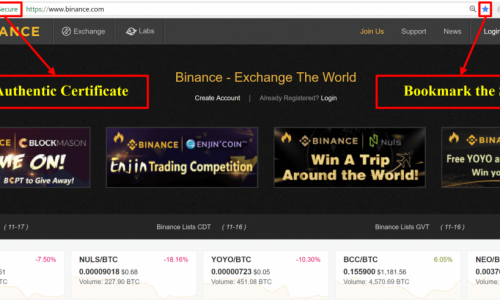 Secure https://www.binance.com
Exchange Labs Join Us Support News Login
Authentic Certificate
Bookmark the
Binance - Exchange The World
Create Account | Already Registered? Login
BINANCE BLOCKMASON
ME ON!
BCPT to Give Away!
BINANCE ENJIN COIN
Enjin Trading Competition
BINANCE Nuls
Win A Trip
Around the World!
BINANCE
Free YOYO a
Win yo
( 11-17 ) Binance Lists CDT ( 11-16 ) Binance Lists GVT ( 11-16 )
-7.50%
NULS/BTC -18.16%
0.00009018 $0.68
Volume: 227.90 BTC
YOYO/BTC -10.30%
0.00000723 $0.05
Volume: 451.08 BTC
BCC/BTC 6.05%
0.155900 $1,181.56
Volume: 4,570.69 BTC
NEO/B
0.0039
Volume: